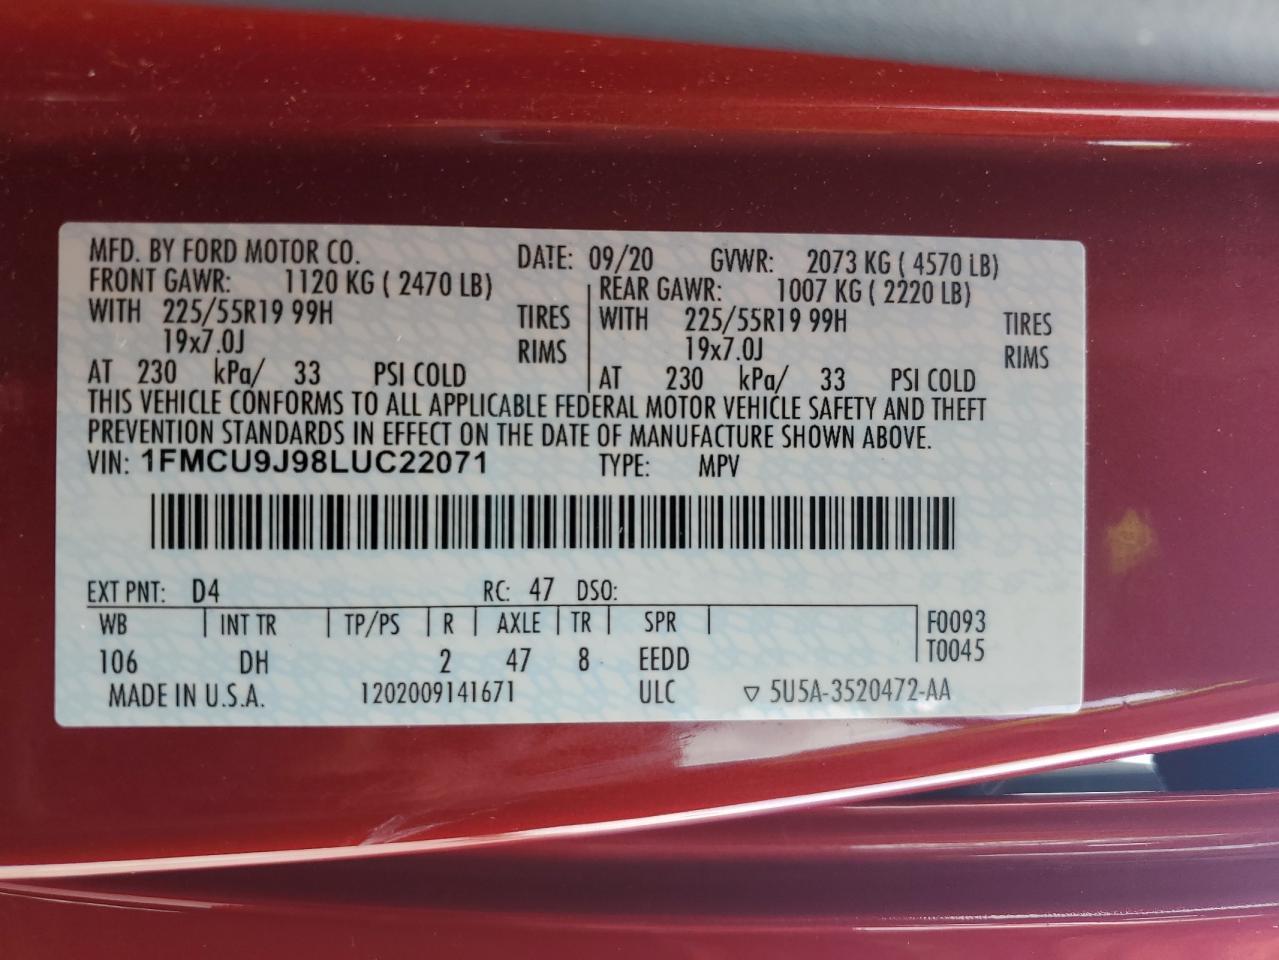 MFD. BY FORD MOTOR CO. DATE: 09/20 GVWR: 2073 KG ( 4570 LB)
FRONT GAWR: 1120 KG ( 2470 LB) REAR GAWR: 1007 KG ( 2220 LB)
WITH 225/55R19 99H TIRES WITH 225/55R19 99H TIRES
19x7.0J RIMS 19x7.0J RIMS
AT 230 kPa/ 33 PSI COLD AT 230 kPa/ 33 PSI COLD
THIS VEHICLE CONFORMS TO ALL APPLICABLE FEDERAL MOTOR VEHICLE SAFETY AND THEFT
PREVENTION STANDARDS IN EFFECT ON THE DATE OF MANUFACTURE SHOWN ABOVE.
VIN: 1FMCU9J98LUC22071 TYPE: MPV
EXT PNT: D4 RC: 47 DSO:
WB INT TR TP/PS R AXLE TR SPR F0093
106 DH 2 47 8 EEDD T0045
MADE IN U.S.A. 1202009141671 ULC ▽ 5U5A-3520472-AA